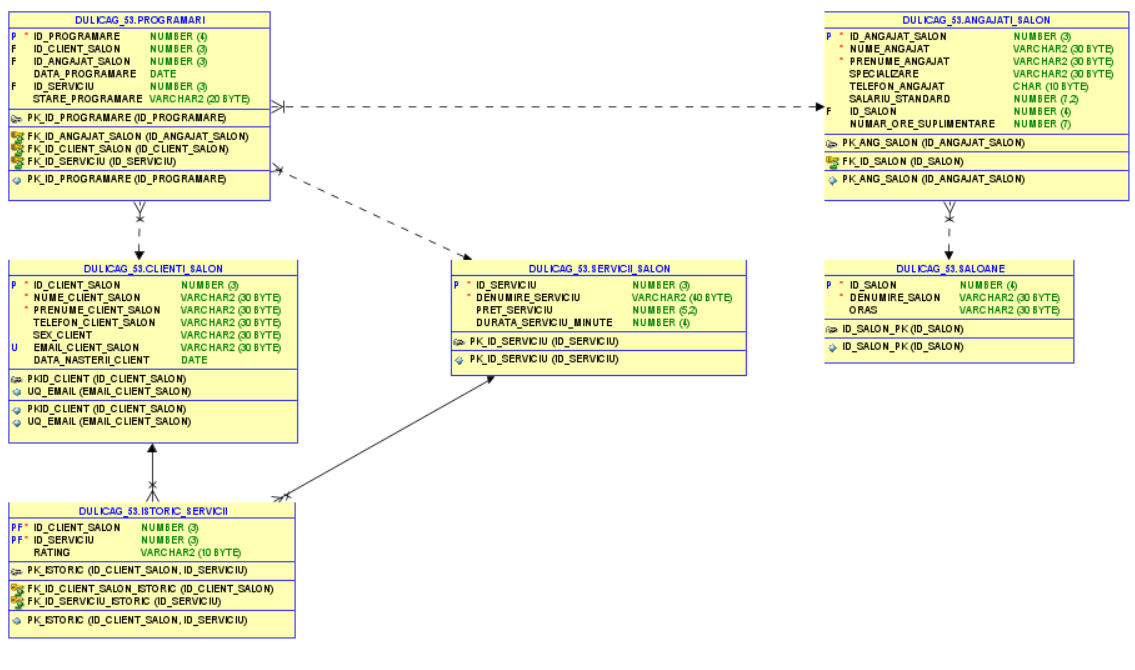 DULICAG_53.PROGRAMARI
P * ID_PROGRAMARE NUMBER (4)
F ID_CLIENT_SALON NUMBER (3)
F ID_ANGAJAT_SALON NUMBER (3)
DATA_PROGRAMARE DATE
F ID_SERVICIU NUMBER (3)
STARE_PROGRAMARE VARCHAR2 (20 BYTE)
PK_ID_PROGRAMARE (ID_PROGRAMARE)
FK_ID_ANGAJAT_SALON (ID_ANGAJAT_SALON)
FK_ID_CLIENT_SALON (ID_CLIENT_SALON)
FK_ID_SERVICIU (ID_SERVICIU)
PK_ID_PROGRAMARE (ID_PROGRAMARE)
DULICAG_53.ANGAJATI_SALON
P * ID_ANGAJAT_SALON NUMBER (3)
* NUME_ANGAJAT VARCHAR2 (30 BYTE)
* PRENUME_ANGAJAT VARCHAR2 (30 BYTE)
SPECIALIZARE VARCHAR2 (30 BYTE)
TELEFON_ANGAJAT CHAR (10 BYTE)
SALARIU_STANDARD NUMBER (7,2)
F ID_SALON NUMBER (4)
NUMAR_ORE_SUPLIMENTARE NUMBER (7)
PK_ANG_SALON (ID_ANGAJAT_SALON)
FK_ID_SALON (ID_SALON)
PK_ANG_SALON (ID_ANGAJAT_SALON)
DULICAG_53.CLIENTI_SALON
P * ID_CLIENT_SALON NUMBER (3)
* NUME_CLIENT_SALON VARCHAR2 (30 BYTE)
* PRENUME_CLIENT_SALON VARCHAR2 (30 BYTE)
TELEFON_CLIENT_SALON VARCHAR2 (30 BYTE)
SEX_CLIENT VARCHAR2 (30 BYTE)
U EMAIL_CLIENT_SALON VARCHAR2 (30 BYTE)
DATA_NASTERII_CLIENT DATE
PKID_CLIENT (ID_CLIENT_SALON)
UQ_EMAIL (EMAIL_CLIENT_SALON)
PKID_CLIENT (ID_CLIENT_SALON)
UQ_EMAIL (EMAIL_CLIENT_SALON)
DULICAG_53.SERVICII_SALON
P * ID_SERVICIU NUMBER (3)
* DENUMIRE_SERVICIU VARCHAR2 (40 BYTE)
PRET_SERVICIU NUMBER (5,2)
DURATA_SERVICIU_MINUTE NUMBER (4)
PK_ID_SERVICIU (ID_SERVICIU)
PK_ID_SERVICIU (ID_SERVICIU)
DULICAG_53.SALOANE
P * ID_SALON NUMBER (4)
* DENUMIRE_SALON VARCHAR2 (30 BYTE)
ORAS VARCHAR2 (30 BYTE)
ID_SALON_PK (ID_SALON)
ID_SALON_PK (ID_SALON)
DULICAG_53.ISTORIC_SERVICII
PF * ID_CLIENT_SALON NUMBER (3)
PF * ID_SERVICIU NUMBER (3)
RATING VARCHAR2 (10 BYTE)
PK_ISTORIC (ID_CLIENT_SALON, ID_SERVICIU)
FK_ID_CLIENT_SALON_ISTORIC (ID_CLIENT_SALON)
FK_ID_SERVICIU_ISTORIC (ID_SERVICIU)
PK_ISTORIC (ID_CLIENT_SALON, ID_SERVICIU)